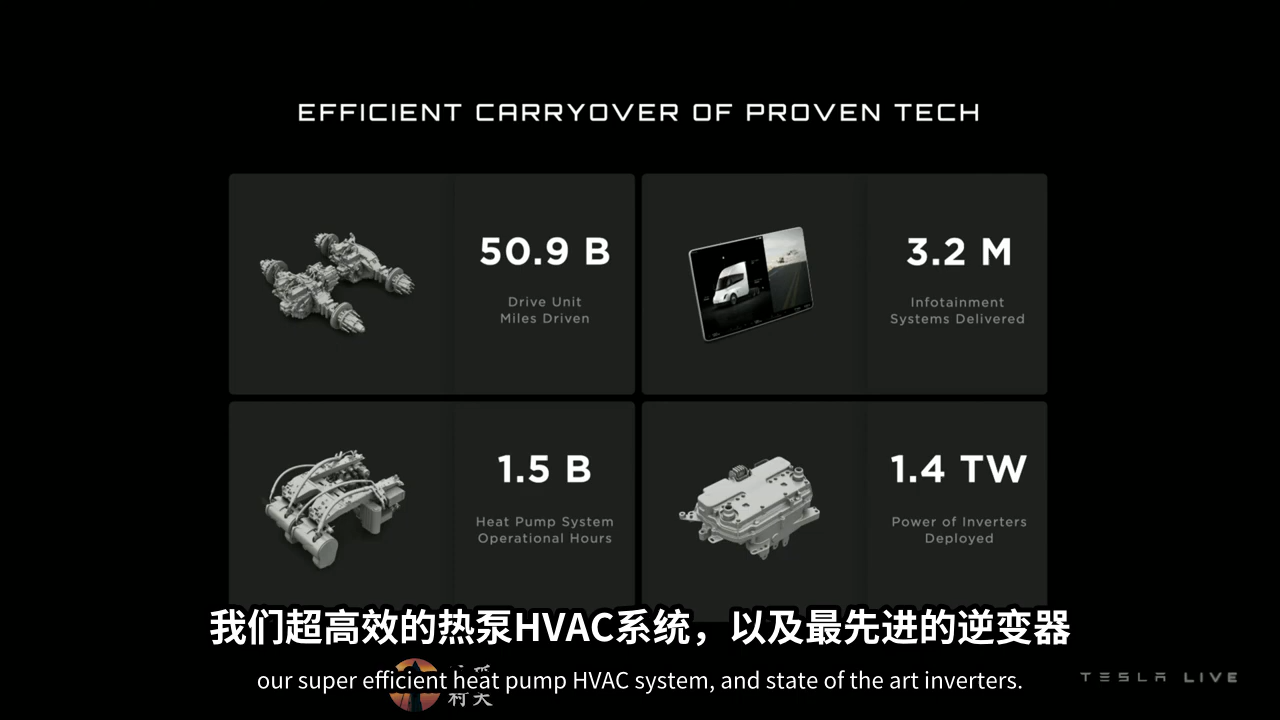 EFFICIENT CARRYOVER OF PROVEN TECH
50.9 B
Drive Unit
Miles Driven
3.2 M
Infotainment
Systems Delivered
1.5 B
Heat Pump System
Operational Hours
1.4 TW
Power of Inverters
Deployed
我们超高效的热泵HVAC系统，以及最先进的逆变器
our super efficient heat pump HVAC system, and state of the art inverters.
TESLA LIVE